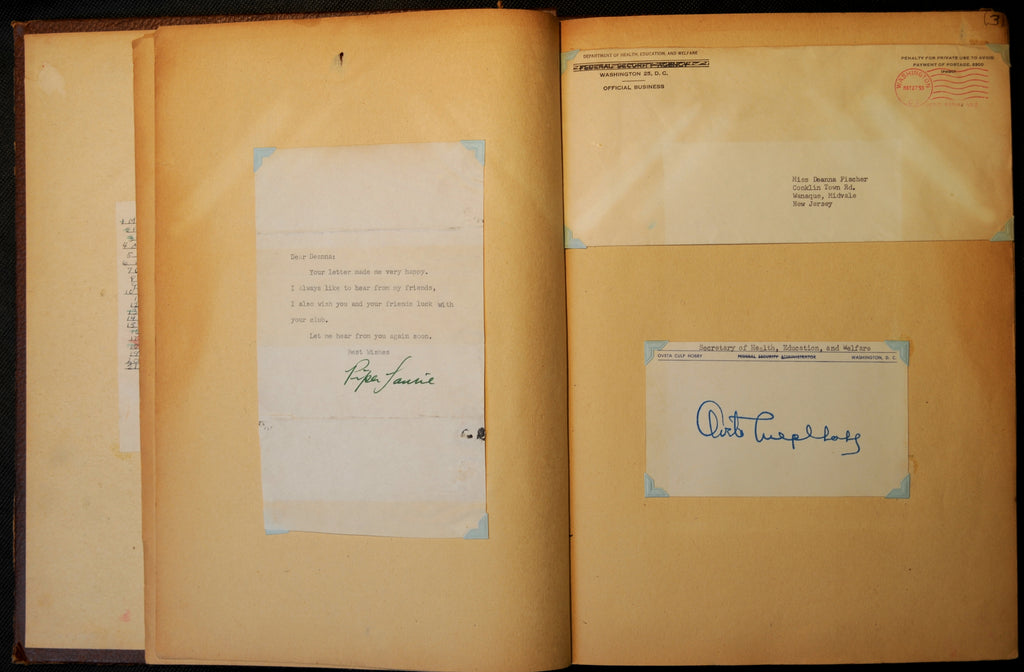 Dear Deanna:
Your letter made me very happy.
I always like to hear from my friends,
I also wish you and your friends luck with
your club.
Let me hear from you again soon.
Best Wishes
Piper Laurie
(3)
DEPARTMENT OF HEALTH, EDUCATION, AND WELFARE
FEDERAL SECURITY AGENCY
WASHINGTON 25, D. C.
OFFICIAL BUSINESS
PENALTY FOR PRIVATE USE TO AVOID
PAYMENT OF POSTAGE, $300
WASHINGTON
Miss Deanna Fischer
Conklin Town Rd.
Wanaque, Midvale
New Jersey
Secretary of Health, Education, and Welfare
OVETA CULP HOBBY FEDERAL SECURITY ADMINISTRATOR WASHINGTON, D. C.
Oveta Culp Hobby